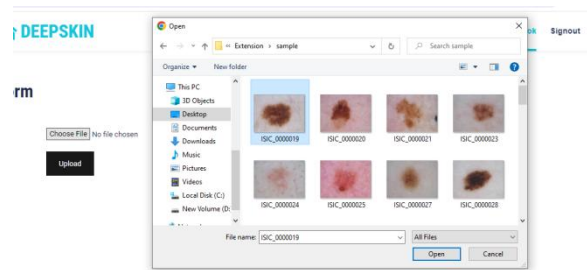 DEEPSKIN
Open
Extension › sample
Search sample
ok
Signout
Organize
New folder
rm
This PC
3D Objects
Desktop
Documents
Downloads
Music
Pictures
Videos
Local Disk (C:)
New Volume (D:
Choose File No file chosen
Upload
ISIC_0000019
ISIC_0000020
ISIC_0000021
ISIC_0000023
ISIC_0000024
ISIC_0000025
ISIC_0000027
ISIC_0000028
File name: ISIC_0000019
All Files
Open
Cancel